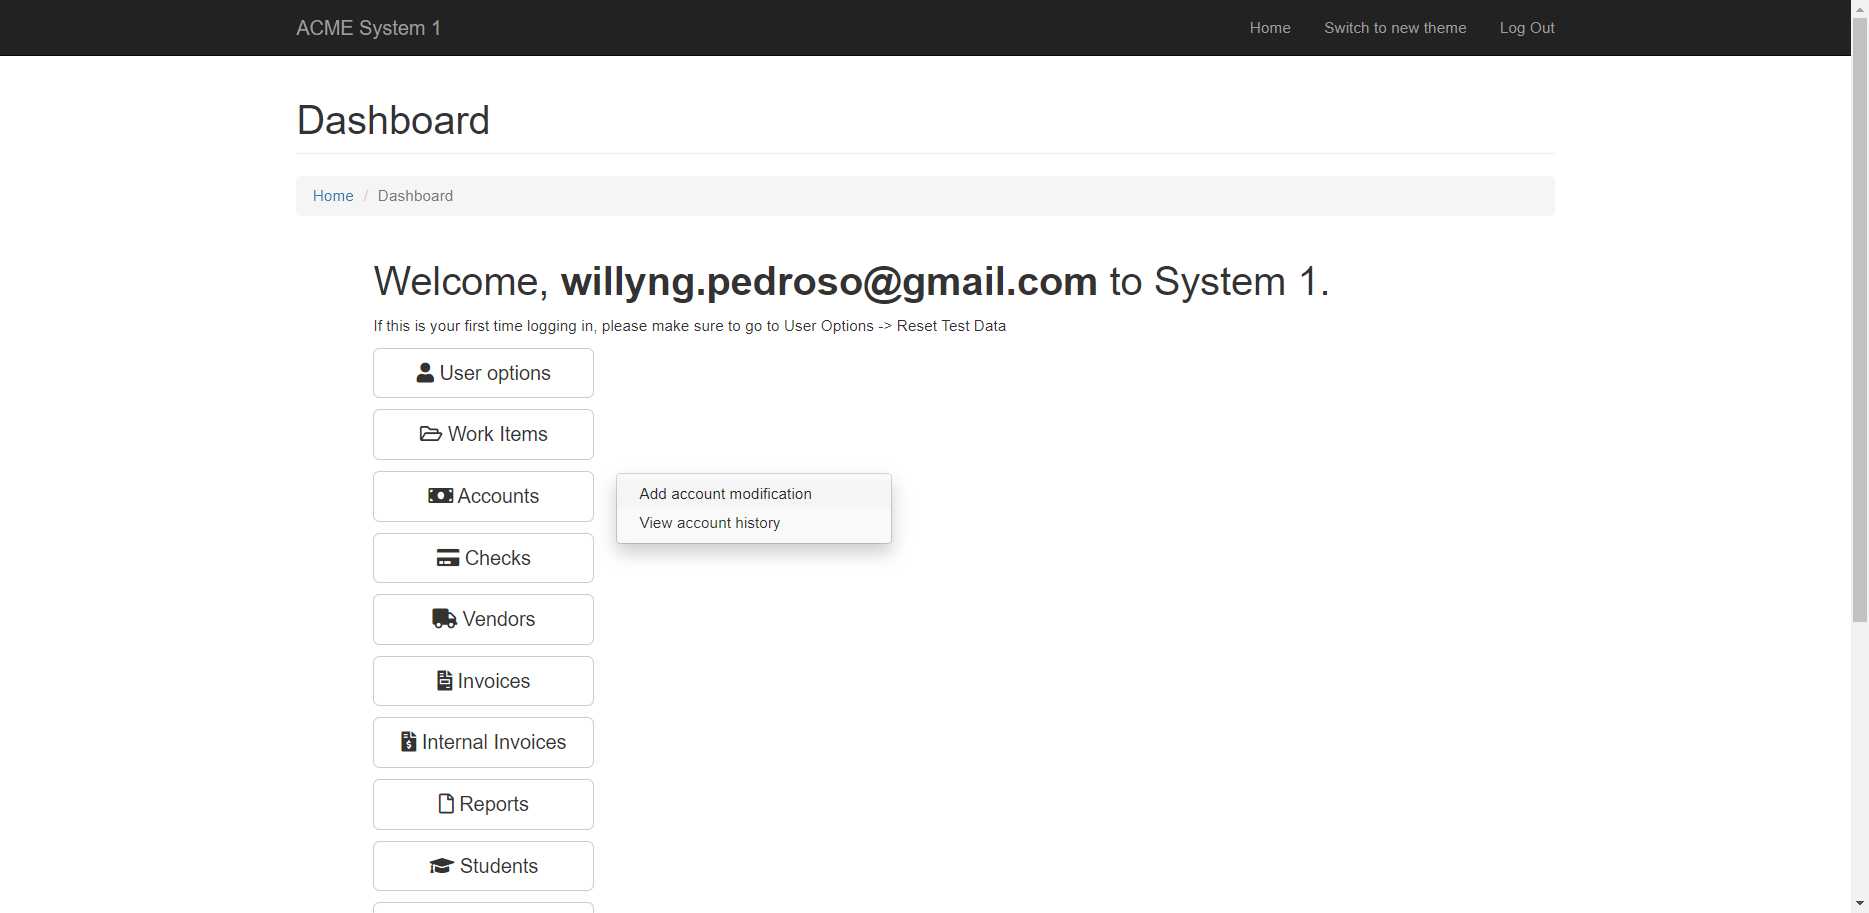 ACME System 1
Home
Switch to new theme
Log Out
Dashboard
Home / Dashboard
Welcome, willyng.pedroso@gmail.com to System 1.
If this is your first time logging in, please make sure to go to User Options -> Reset Test Data
User options
Work Items
Accounts
Add account modification
View account history
Checks
Vendors
Invoices
Internal Invoices
Reports
Students